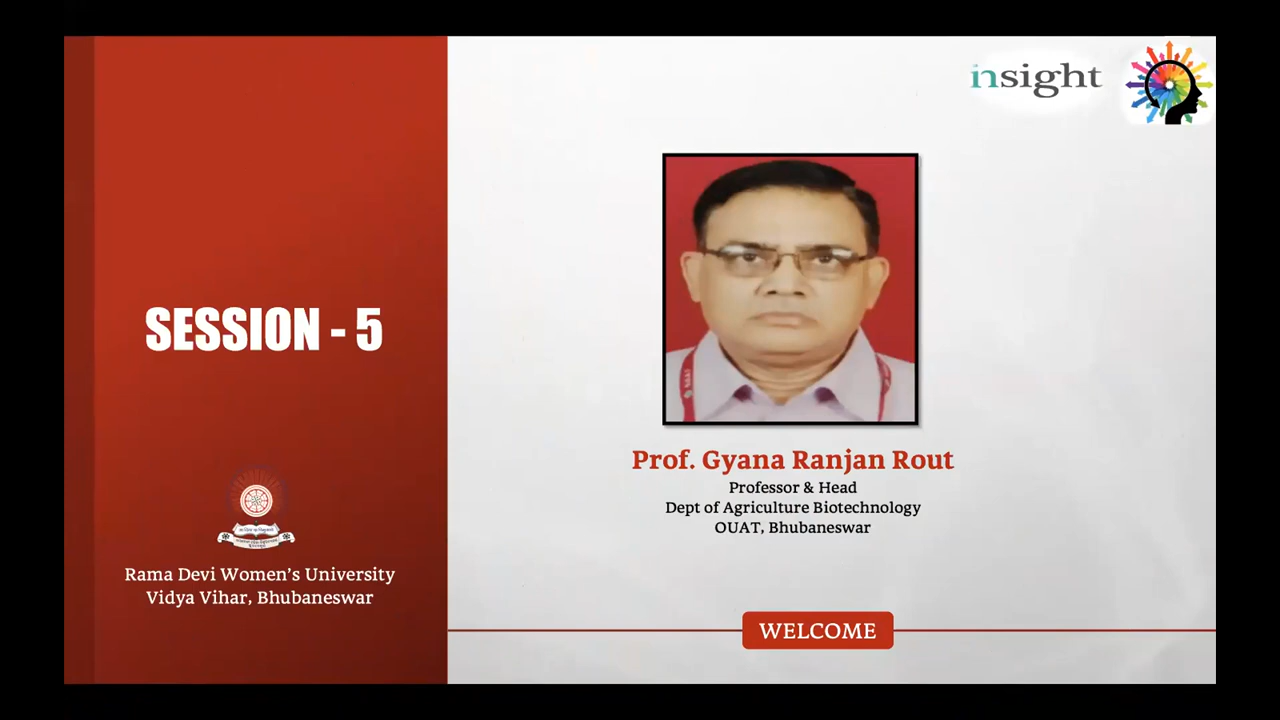 insight
SESSION - 5
Rama Devi Women's University
Vidya Vihar, Bhubaneswar
Prof. Gyana Ranjan Rout
Professor & Head
Dept of Agriculture Biotechnology
OUAT, Bhubaneswar
WELCOME